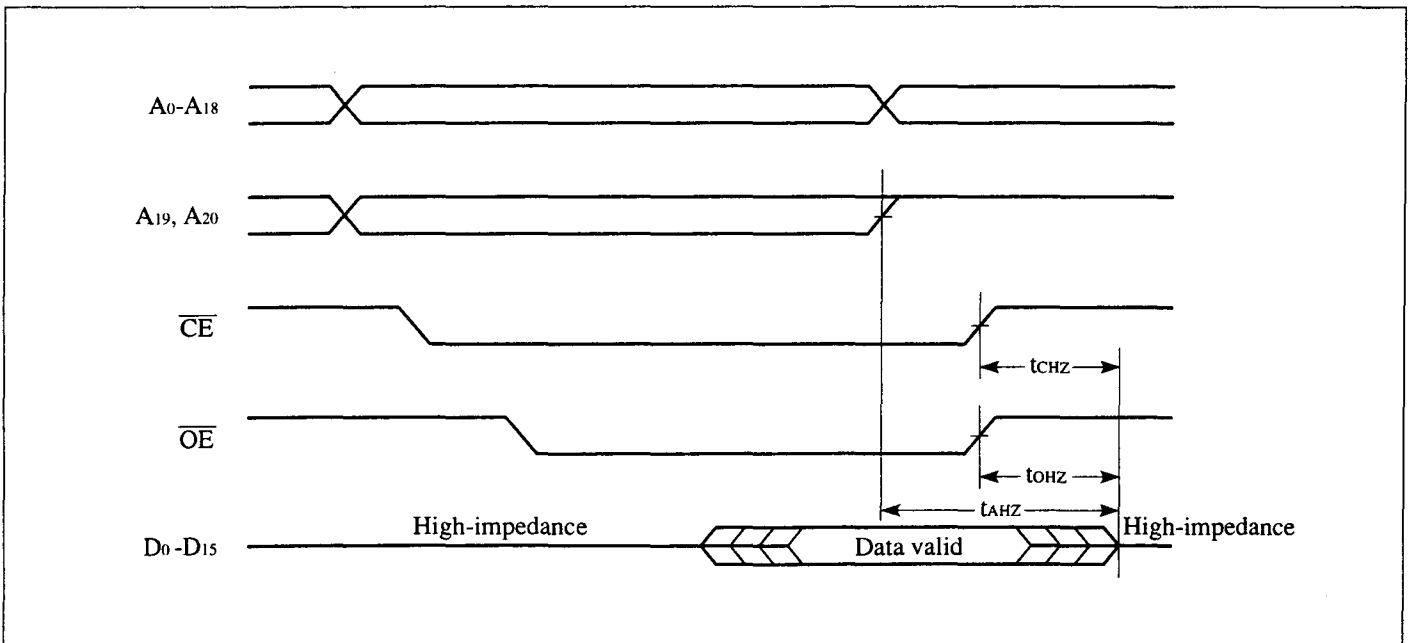 A0-A18
A19, A20
CE
tCHZ
OE
tOHZ
tAHZ
High-impedance
High-impedance
D0 -D15
Data valid